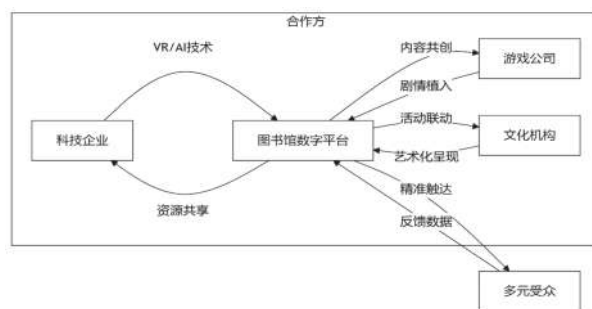 合作方
VR/AI技术
内容共创
游戏公司
剧情植入
活动联动
科技企业
图书馆数字平台
文化机构
艺术化呈现
精准触达
资源共享
反馈数据
多元受众